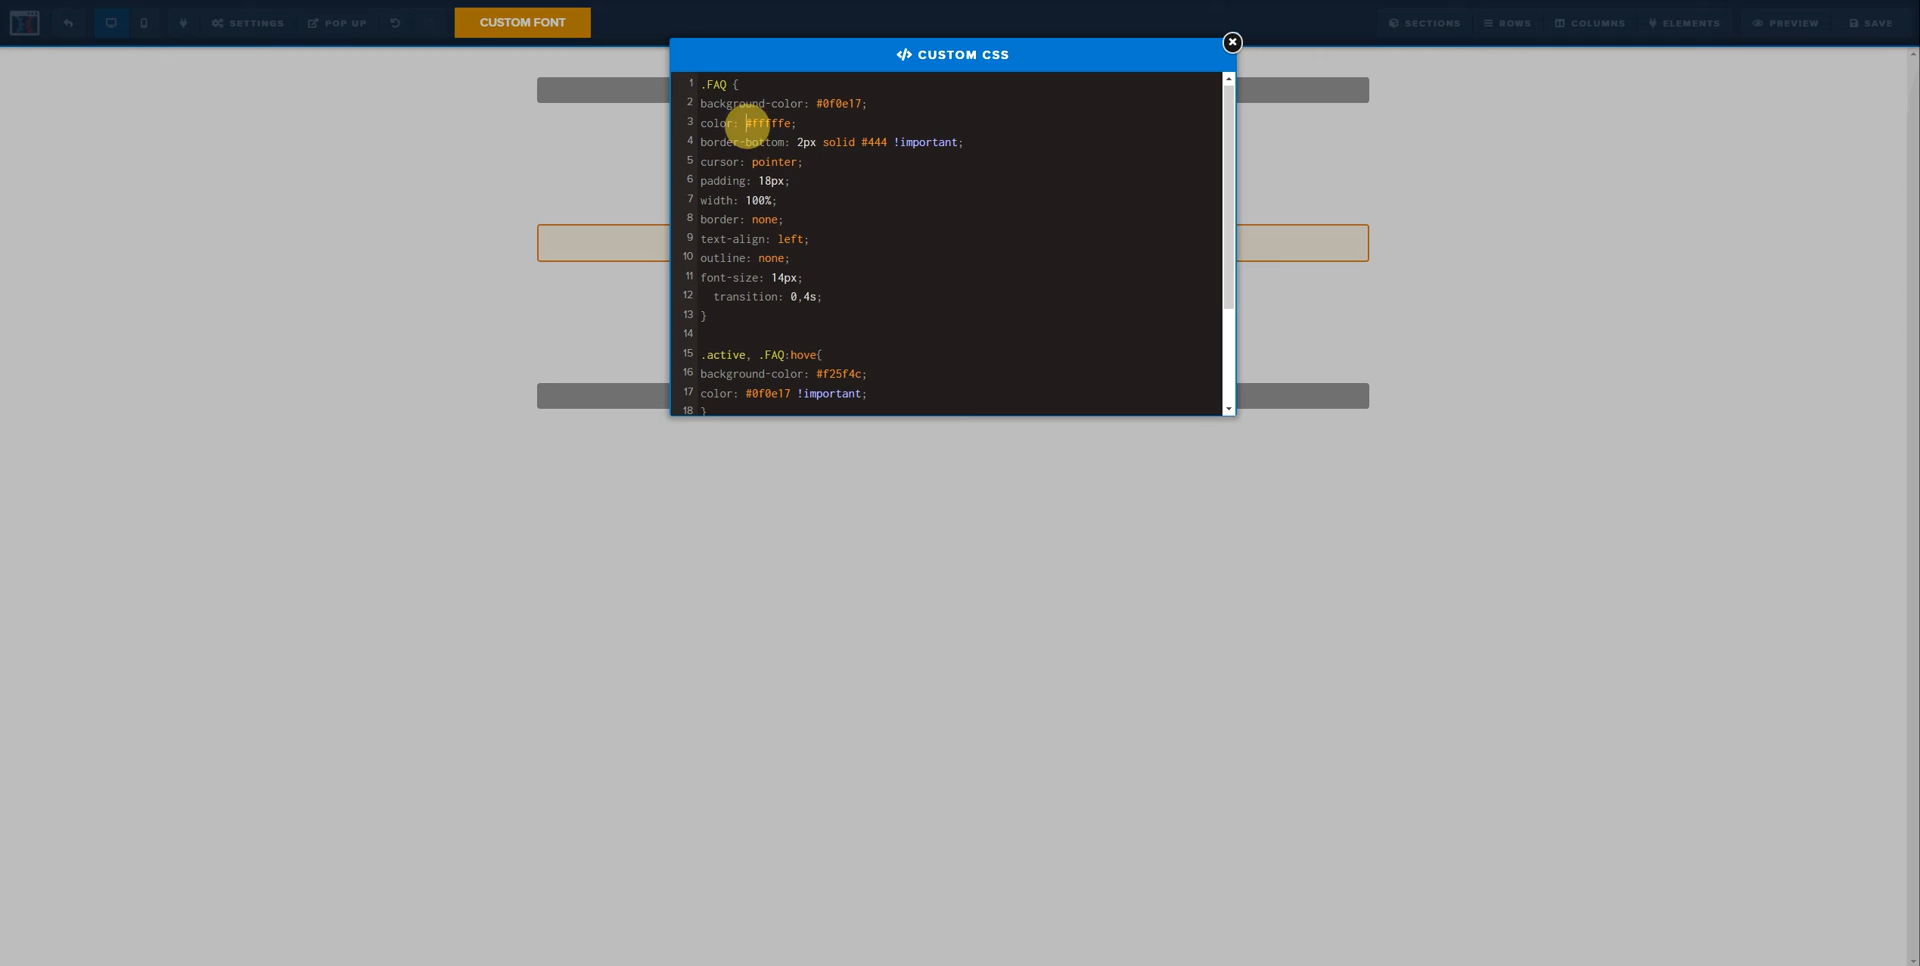 SETTINGS POP UP CUSTOM FONT SECTIONS ROWS COLUMNS ELEMENTS PREVIEW SAVE
</> CUSTOM CSS
1 .FAQ {
2 background-color: #0f0e17;
3 color: #fffffe;
4 border-bottom: 2px solid #444 !important;
5 cursor: pointer;
6 padding: 18px;
7 width: 100%;
8 border: none;
9 text-align: left;
10 outline: none;
11 font-size: 14px;
12 transition: 0,4s;
13 }
14
15 .active, .FAQ:hove{
16 background-color: #f25f4c;
17 color: #0f0e17 !important;
18 }